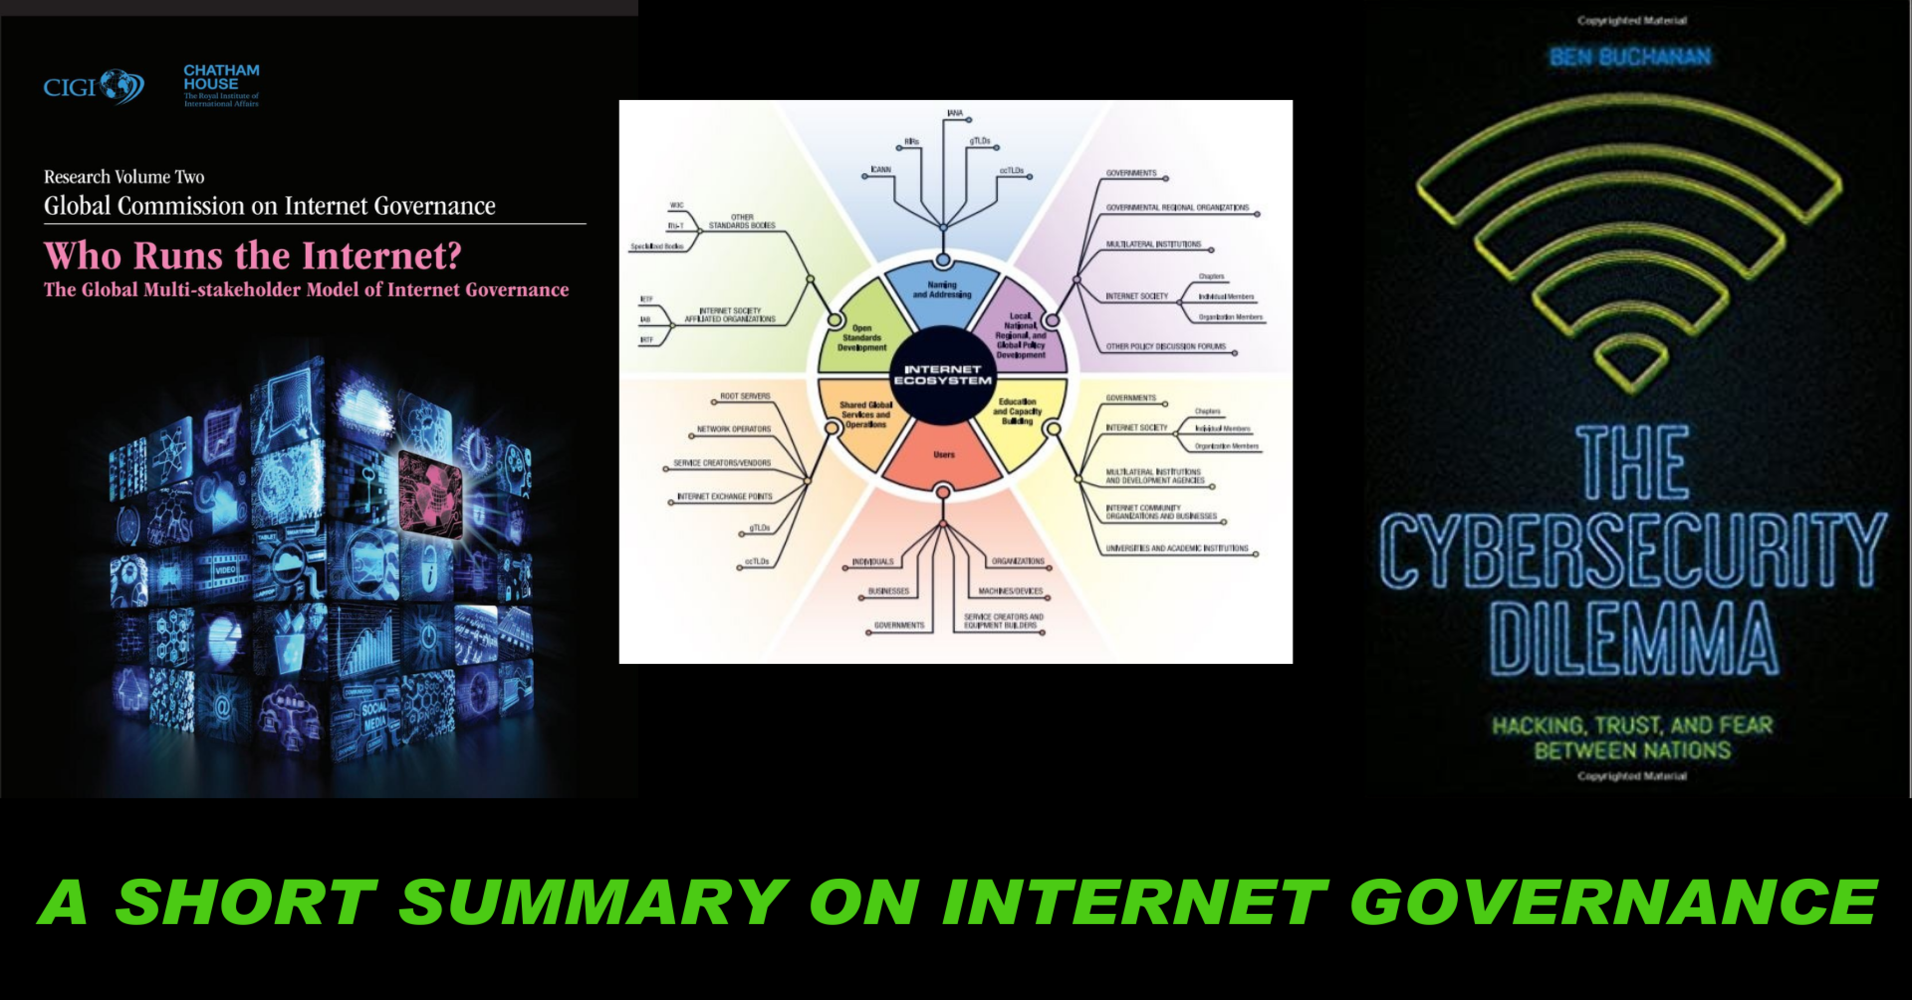 CIGI
CHATHAM
HOUSE
The Royal Institute of
International Affairs
Research Volume Two
Global Commission on Internet Governance
Who Runs the Internet?
The Global Multi-stakeholder Model of Internet Governance
TABLET
VIDEO
i
@
SOCIAL
MEDIA
IANA
RIRs
gTLDs
ICANN
ccTLDs
W3C
ITU-T
Specialized Bodies
OTHER
STANDARDS BODIES
IETF
IAB
IRTF
INTERNET SOCIETY
AFFILIATED ORGANIZATIONS
GOVERNMENTS
GOVERNMENTAL REGIONAL ORGANIZATIONS
MULTILATERAL INSTITUTIONS
INTERNET SOCIETY
Chapters
Individual Members
Organization Members
OTHER POLICY DISCUSSION FORUMS
Naming
and Addressing
Open
Standards
Development
Local,
National,
Regional, and
Global Policy
Development
INTERNET
ECOSYSTEM
Shared Global
Services and
Operations
Education
and Capacity
Building
Users
ROOT SERVERS
NETWORK OPERATORS
SERVICE CREATORS/VENDORS
INTERNET EXCHANGE POINTS
gTLDs
ccTLDs
GOVERNMENTS
INTERNET SOCIETY
Chapters
Individual Members
Organization Members
MULTILATERAL INSTITUTIONS
AND DEVELOPMENT AGENCIES
INTERNET COMMUNITY
ORGANIZATIONS AND BUSINESSES
UNIVERSITIES AND ACADEMIC INSTITUTIONS
INDIVIDUALS
BUSINESSES
GOVERNMENTS
ORGANIZATIONS
MACHINES/DEVICES
SERVICE CREATORS AND
EQUIPMENT BUILDERS
Copyrighted Material
BEN BUCHANAN
THE
CYBERSECURITY
DILEMMA
HACKING, TRUST, AND FEAR
BETWEEN NATIONS
Copyrighted Material
A SHORT SUMMARY ON INTERNET GOVERNANCE